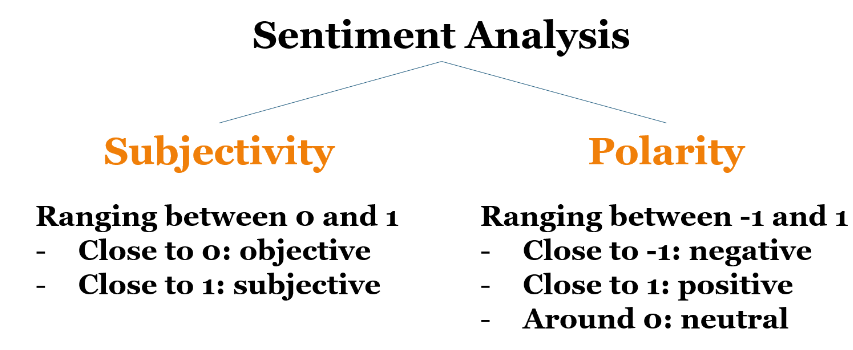 Sentiment Analysis
Subjectivity
Ranging between 0 and 1
- Close to 0: objective
- Close to 1: subjective
Polarity
Ranging between -1 and 1
- Close to -1: negative
- Close to 1: positive
- Around 0: neutral